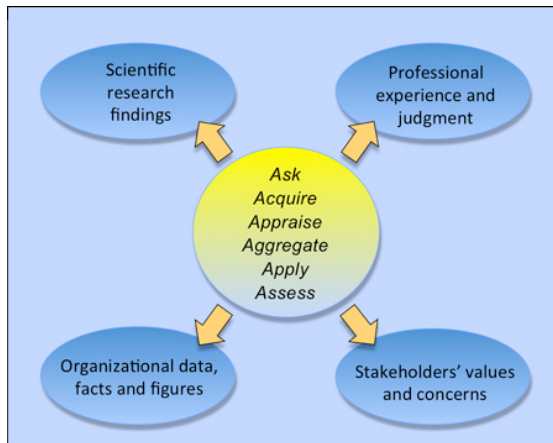 Scientific
research
findings
Professional
experience and
judgment
Ask
Acquire
Appraise
Aggregate
Apply
Assess
Organizational data,
facts and figures
Stakeholders’ values
and concerns